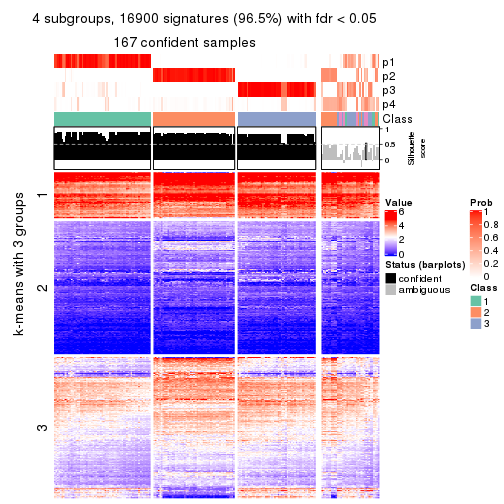 4 subgroups, 16900 signatures (96.5%) with fdr < 0.05
167 confident samples
p1
p2
p3
p4
Class
1
0.5
0
Silhouette
score
k-means with 3 groups
1
2
3
Value
6
4
2
0
Status (barplots)
confident
ambiguous
Prob
1
0.8
0.6
0.4
0.2
0
Class
1
2
3